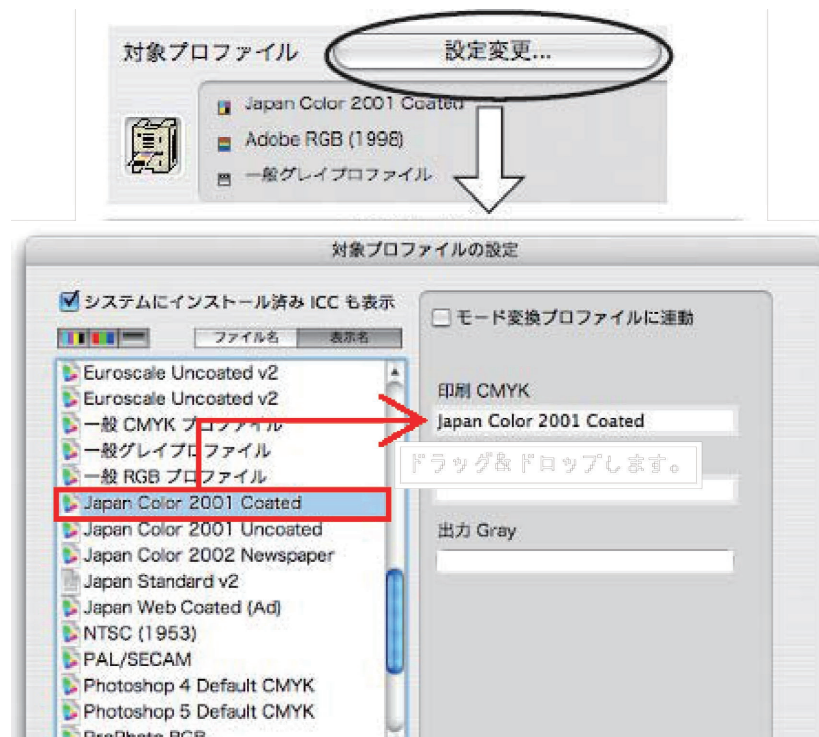 対象プロファイル
設定変更...
Japan Color 2001 Coated
Adobe RGB (1998)
一般グレイプロファイル
対象プロファイルの設定
システムにインストール済み ICC も表示
ファイル名
表示名
Euroscale Uncoated v2
Euroscale Uncoated v2
一般 CMYK プロファイル
一般グレイプロファイル
一般 RGB プロファイル
Japan Color 2001 Coated
Japan Color 2001 Uncoated
Japan Color 2002 Newspaper
Japan Standard v2
Japan Web Coated (Ad)
NTSC (1953)
PAL/SECAM
Photoshop 4 Default CMYK
Photoshop 5 Default CMYK
ProPhoto RGB
モード変換プロファイルに連動
印刷 CMYK
Japan Color 2001 Coated
ドラッグ&ドロップします。
出力 Gray